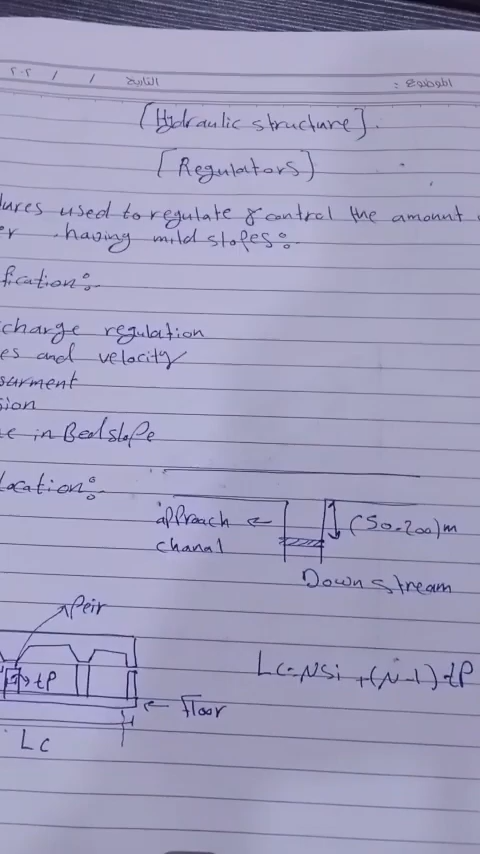 ٢٠٢ / / التاريخ الموضوع :
[Hydraulic structure].
[Regulators]
ures used to regulate & control the amount
er having mild slopes:-
fication:-
charge regulation
es and velocity
surment
sion
e in Bed slope
location:-
approach
chanal
(50-200)m
Down stream
Peir
tP
Lc=NSi+(N-1)tP
Floor
Lc